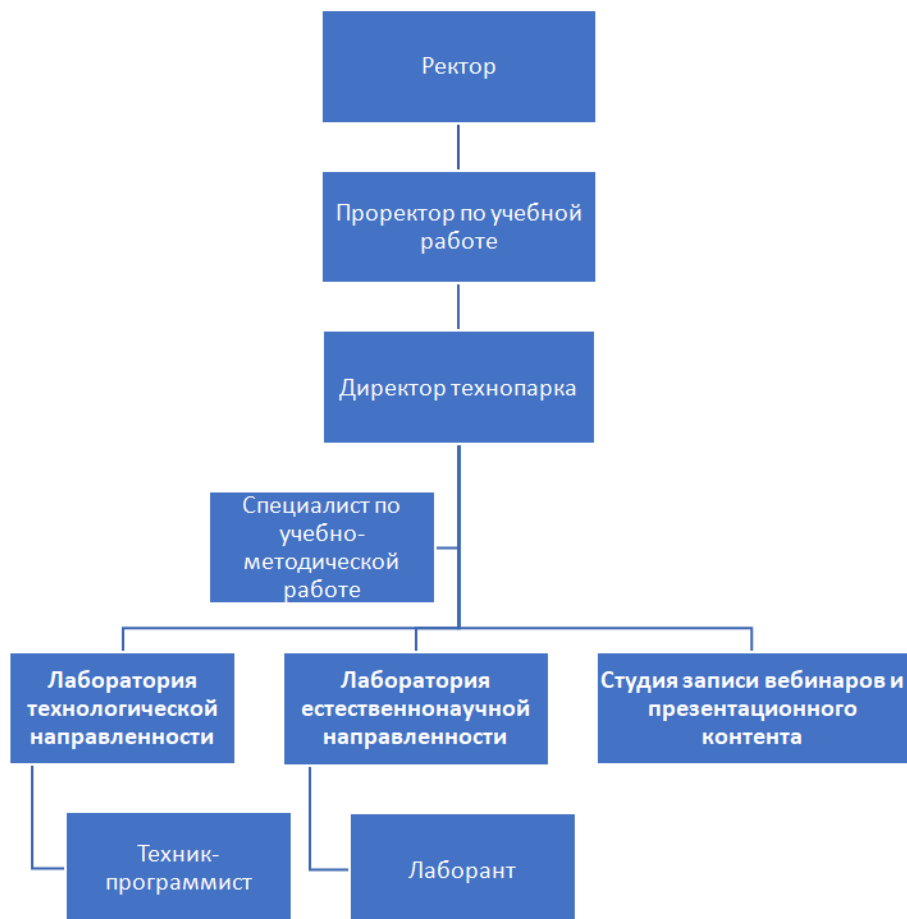 Ректор
Проректор по учебной
работе
Директор технопарка
Специалист по
учебно-
методической
работе
Лаборатория
технологической
направленности
Лаборатория
естественнонаучной
направленности
Студия записи вебинаров и
презентационного
контента
Техник-
программист
Лаборант